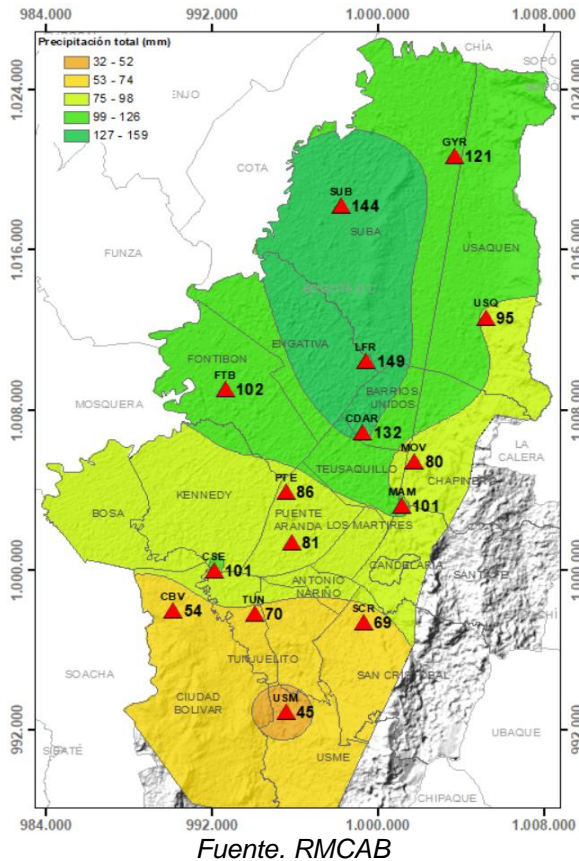 992.000 1.000.000 1.008.000
Precipitación total (mm)
32 - 52
53 - 74
75 - 98
99 - 126
127 - 159
CHÍA
SOPÓ
1.024.000
1.024.000
ENJO
COTA
GYR
121
SUB
144
SUBA
1.016.000
1.016.000
FUNZA
USAQUEN
USQ
95
ENGATIVA
LFR
149
FONTIBON
FTB
102
BARRIOS
UNIDOS
MOSQUERA
1.008.000
1.008.000
CDAR
132
LA
CALERA
TEUSAQUILLO
MOV
80
CHAPINERO
KENNEDY
PTE
86
MAM
101
BOSA
PUENTE
ARANDA
LOS MARTIRES
81
CANDELARIA
1.000.000
1.000.000
CSE
101
ANTONIO
NARIÑO
SANTA FE
CBV
54
TUN
70
SCR
69
TUNJUELITO
SAN CRISTOBAL
SOACHA
CIUDAD
BOLIVAR
USM
45
992.000
992.000
UBAQUE
USME
CHIPAQUE
984.000 992.000 1.000.000 1.008.000
984.000
Fuente. RMCAB